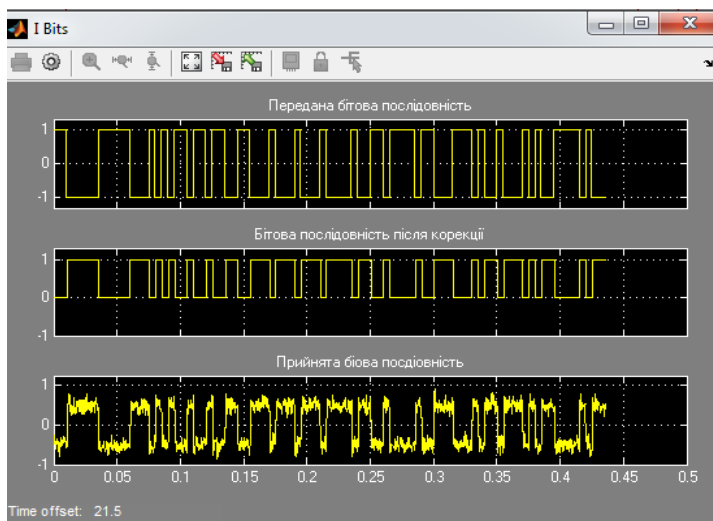 I Bits
Передана бітова послідовність
1
0
-1
Бітова послідовність після корекції
1
0
-1
Прийнята біова посдіовність
1
0
-1
0 0.05 0.1 0.15 0.2 0.25 0.3 0.35 0.4 0.45 0.5
Time offset: 21.5